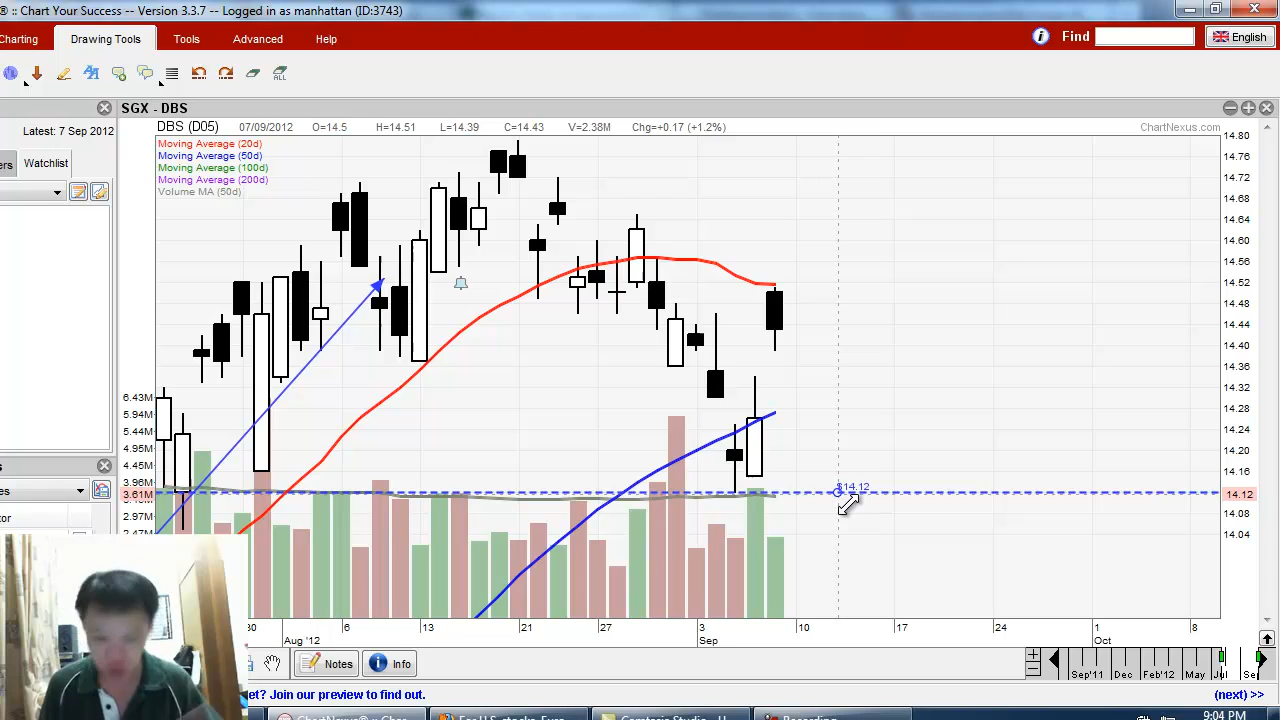 ® :: Chart Your Success -- Version 3.3.7 -- Logged in as manhattan (ID:3743)
Charting Drawing Tools Tools Advanced Help
Find English
ALL
SGX - DBS
Latest: 7 Sep 2012
DBS (D05) 07/09/2012 O=14.5 H=14.51 L=14.39 C=14.43 V=2.38M Chg=+0.17 (+1.2%)
ChartNexus.com
Moving Average (20d)
Moving Average (50d)
Moving Average (100d)
Moving Average (200d)
Volume MA (50d)
ers Watchlist
14.80
14.76
14.72
14.68
14.64
14.60
14.56
14.52
14.48
14.44
14.40
14.36
14.32
14.28
14.24
14.20
14.16
14.12
14.08
14.04
6.43M
5.94M
5.44M
4.95M
4.45M
3.61M
2.97M
2.47M
$14.12
es
tor
30 6 13 21 27 3 10 17 24 1 8
Aug '12 Sep Oct
Notes Info
Sep'11 Dec Feb'12 May Jul Se
et? Join our preview to find out. (next) >>
9:04 PM